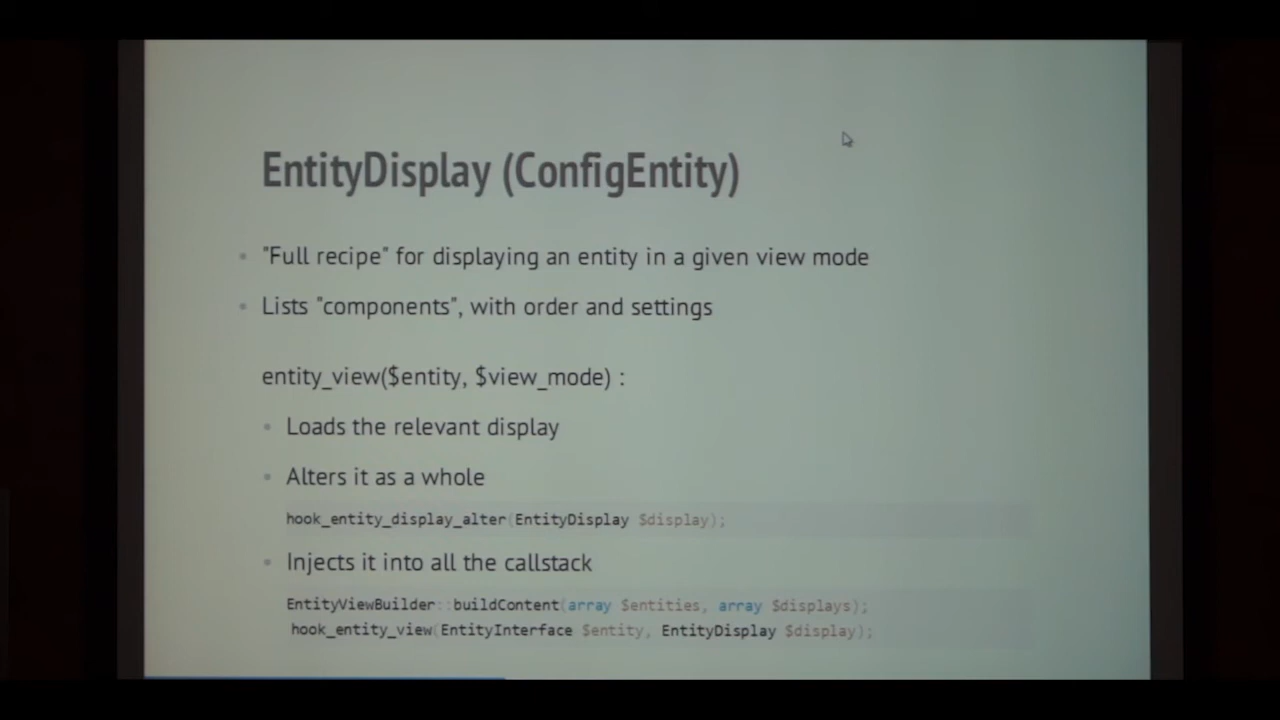 EntityDisplay (ConfigEntity)
"Full recipe" for displaying an entity in a given view mode
Lists "components", with order and settings
entity_view($entity, $view_mode) :
Loads the relevant display
Alters it as a whole
hook_entity_display_alter(EntityDisplay $display);
Injects it into all the callstack
EntityViewBuilder::buildContent(array $entities, array $displays);
hook_entity_view(EntityInterface $entity, EntityDisplay $display);